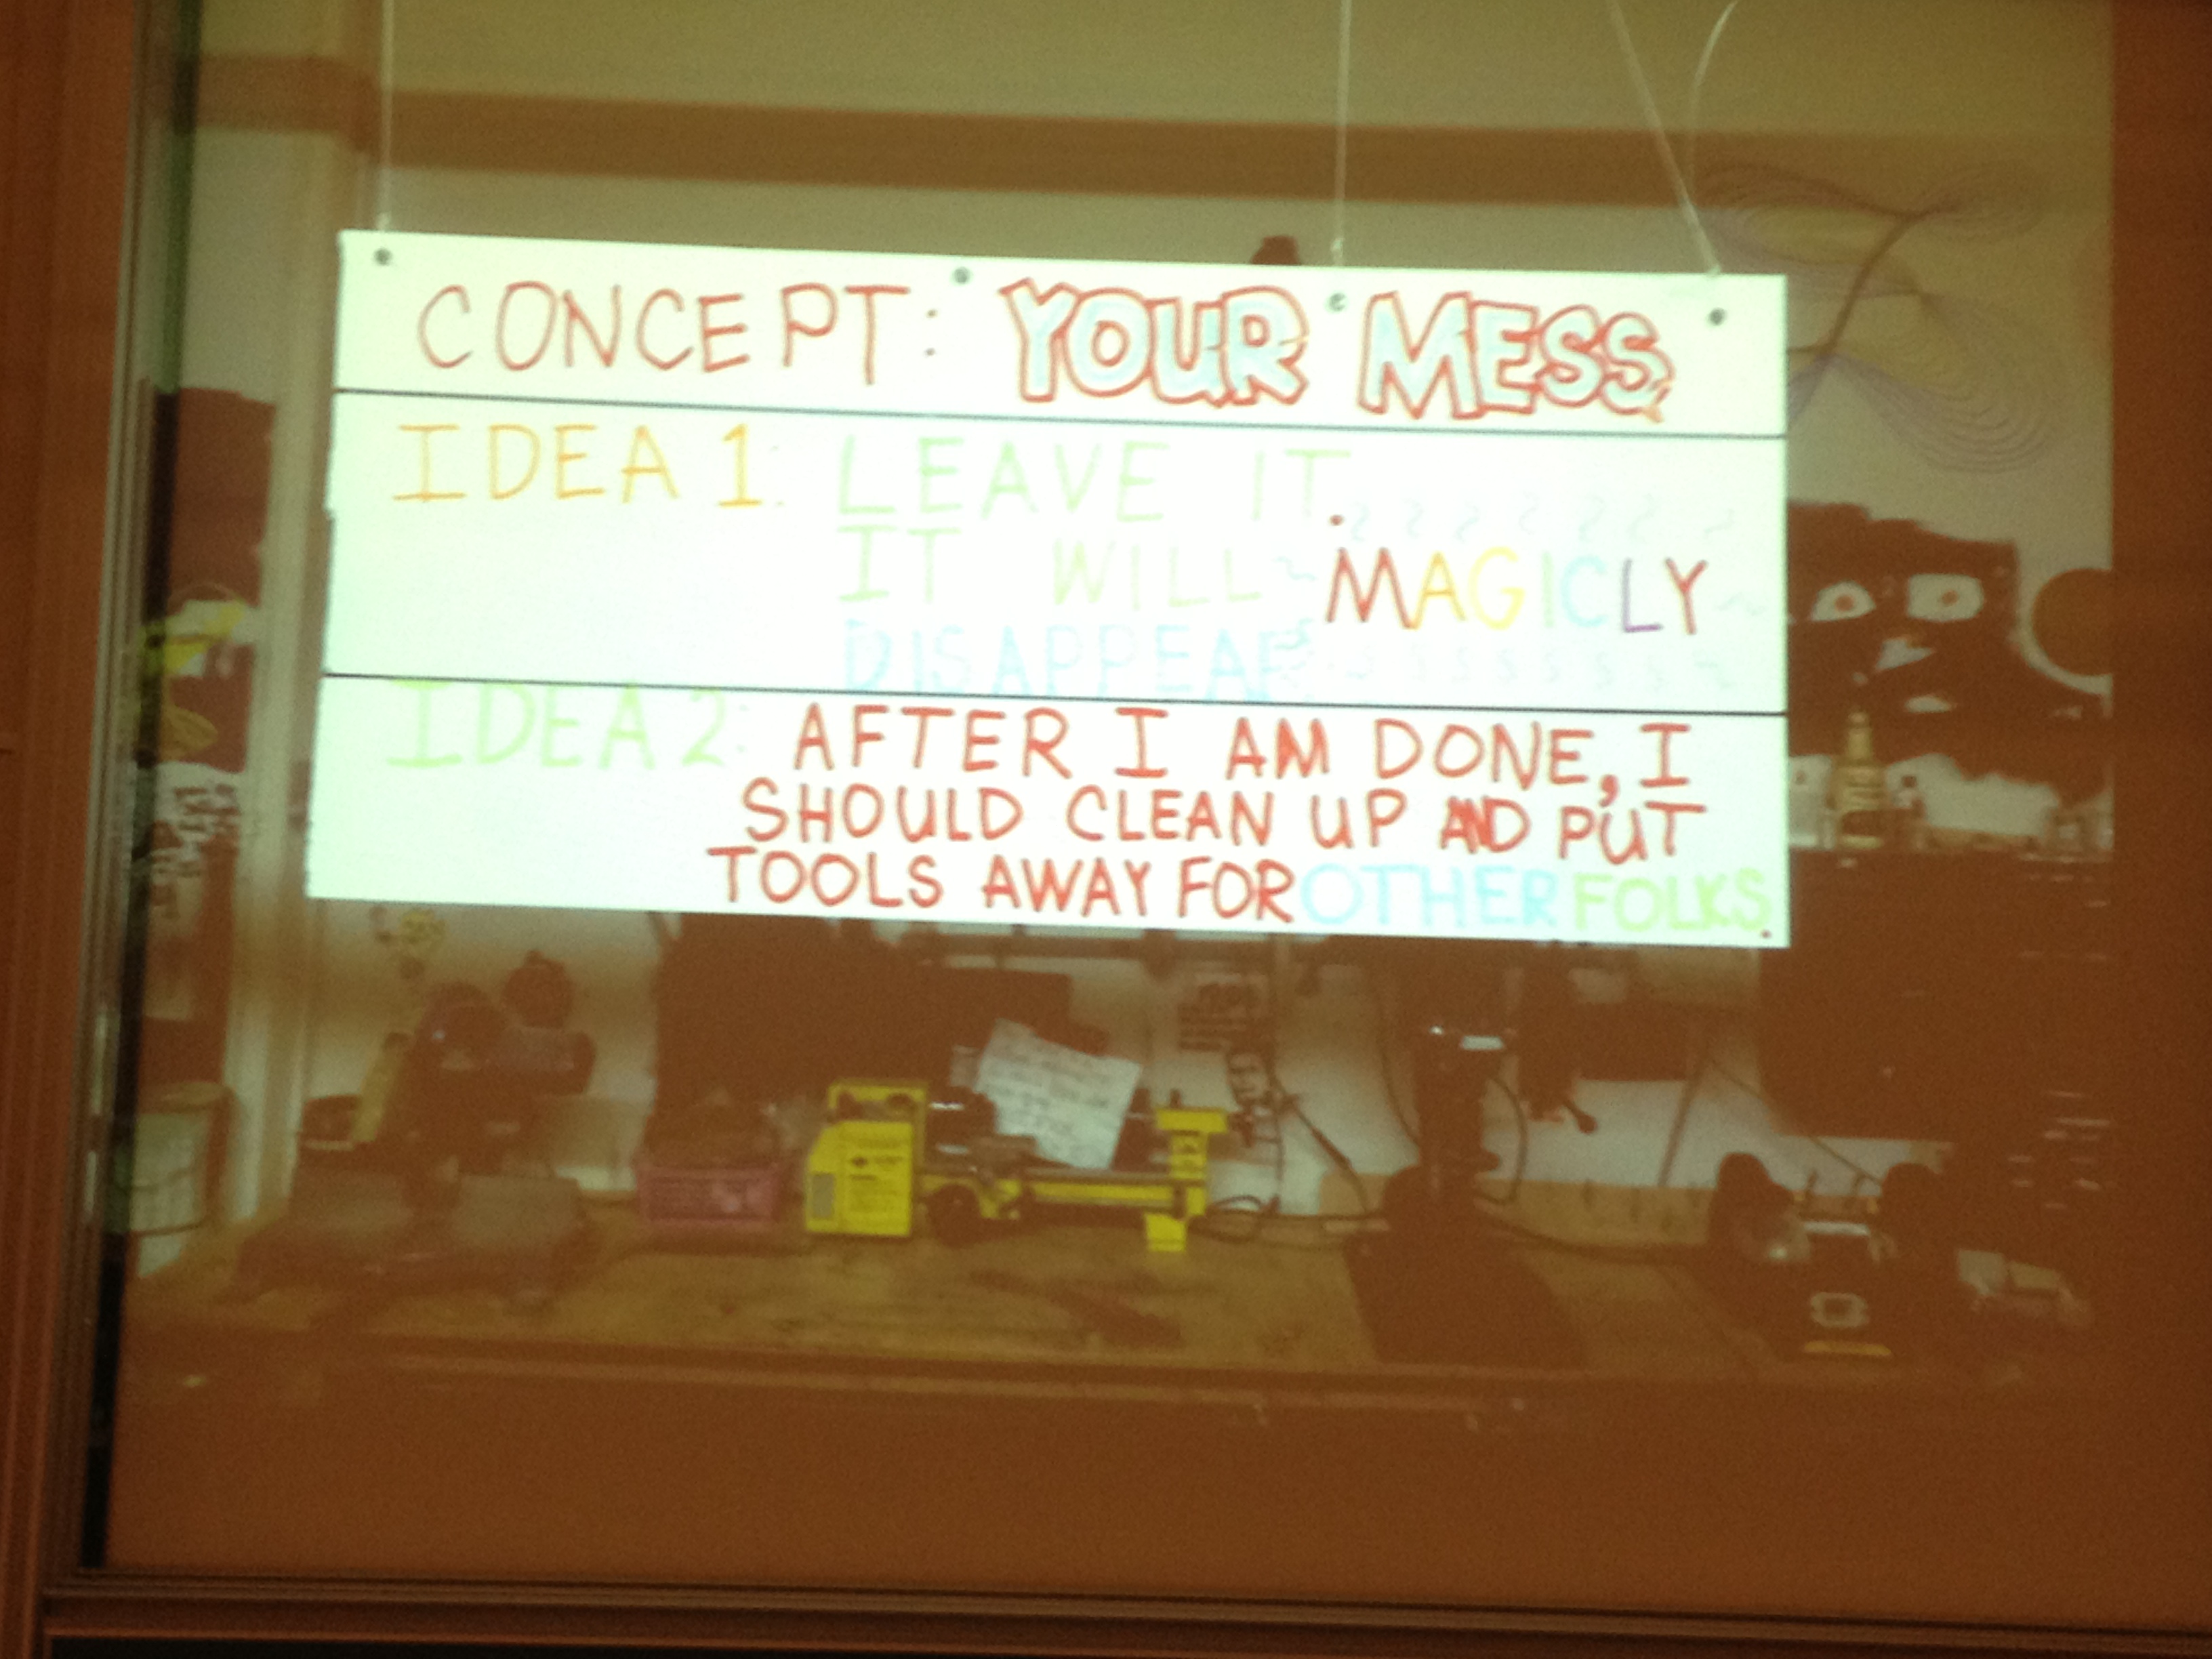 CONCEPT: YOUR MESS
IDEA 1: LEAVE IT.
IT WILL MAGICLY
DISAPPEAR
IDEA 2: AFTER I AM DONE, I
SHOULD CLEAN UP AND PUT
TOOLS AWAY FOR OTHER FOLKS.